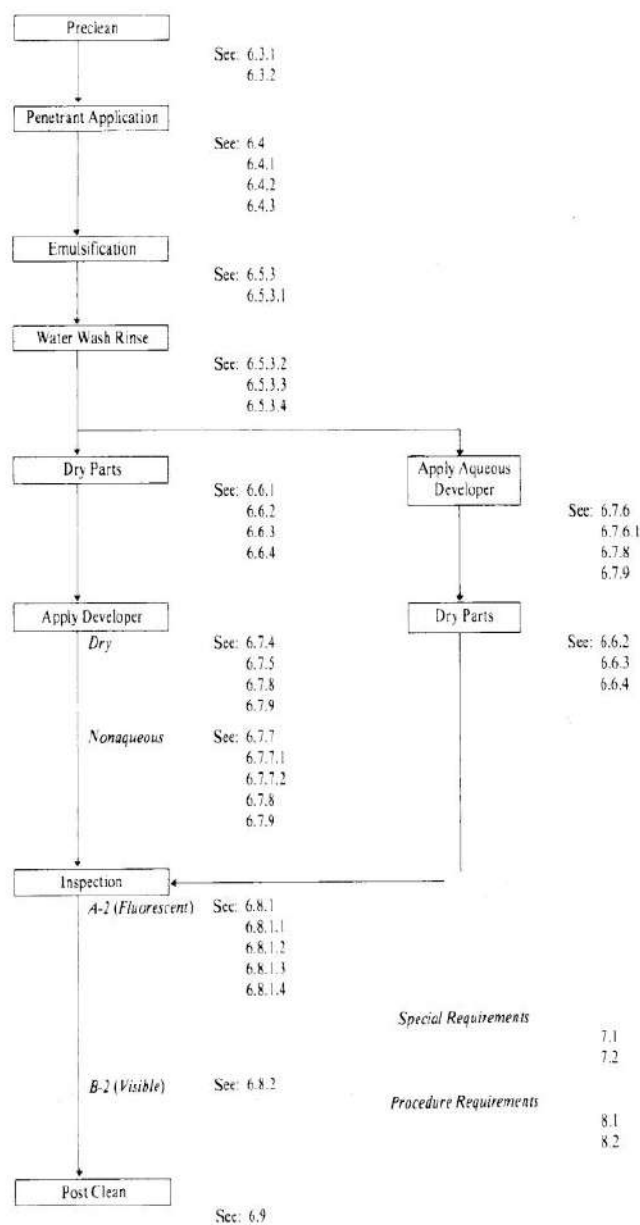 Preclean
See: 6.3.1
6.3.2
Penetrant Application
See: 6.4
6.4.1
6.4.2
6.4.3
Emulsification
See: 6.5.3
6.5.3.1
Water Wash Rinse
See: 6.5.3.2
6.5.3.3
6.5.3.4
Dry Parts
See: 6.6.1
6.6.2
6.6.3
6.6.4
Apply Aqueous
Developer
See: 6.7.6
6.7.6.1
6.7.8
6.7.9
Apply Developer
Dry
See: 6.7.4
6.7.5
6.7.8
6.7.9
Nonaqueous
See: 6.7.7
6.7.7.1
6.7.7.2
6.7.8
6.7.9
Dry Parts
See: 6.6.2
6.6.3
6.6.4
Inspection
A-2 (Fluorescent)
See: 6.8.1
6.8.1.1
6.8.1.2
6.8.1.3
6.8.1.4
Special Requirements
7.1
7.2
B-2 (Visible)
See: 6.8.2
Procedure Requirements
8.1
8.2
Post Clean
See: 6.9